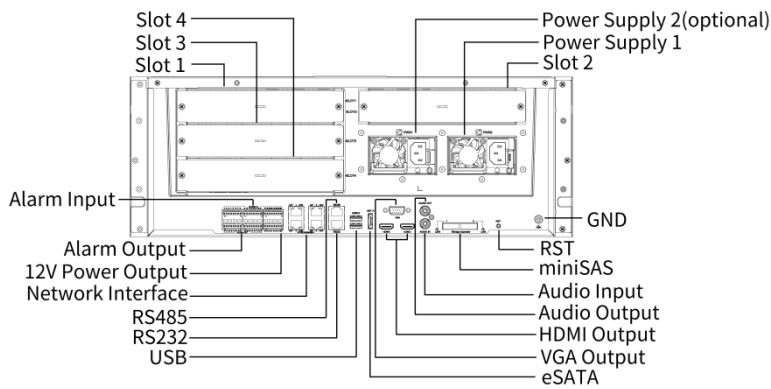 Slot 4
Slot 3
Slot 1
Power Supply 2(optional)
Power Supply 1
Slot 2
Alarm Input
Alarm Output
12V Power Output
Network Interface
RS485
RS232
USB
GND
RST
miniSAS
Audio Input
Audio Output
HDMI Output
VGA Output
eSATA